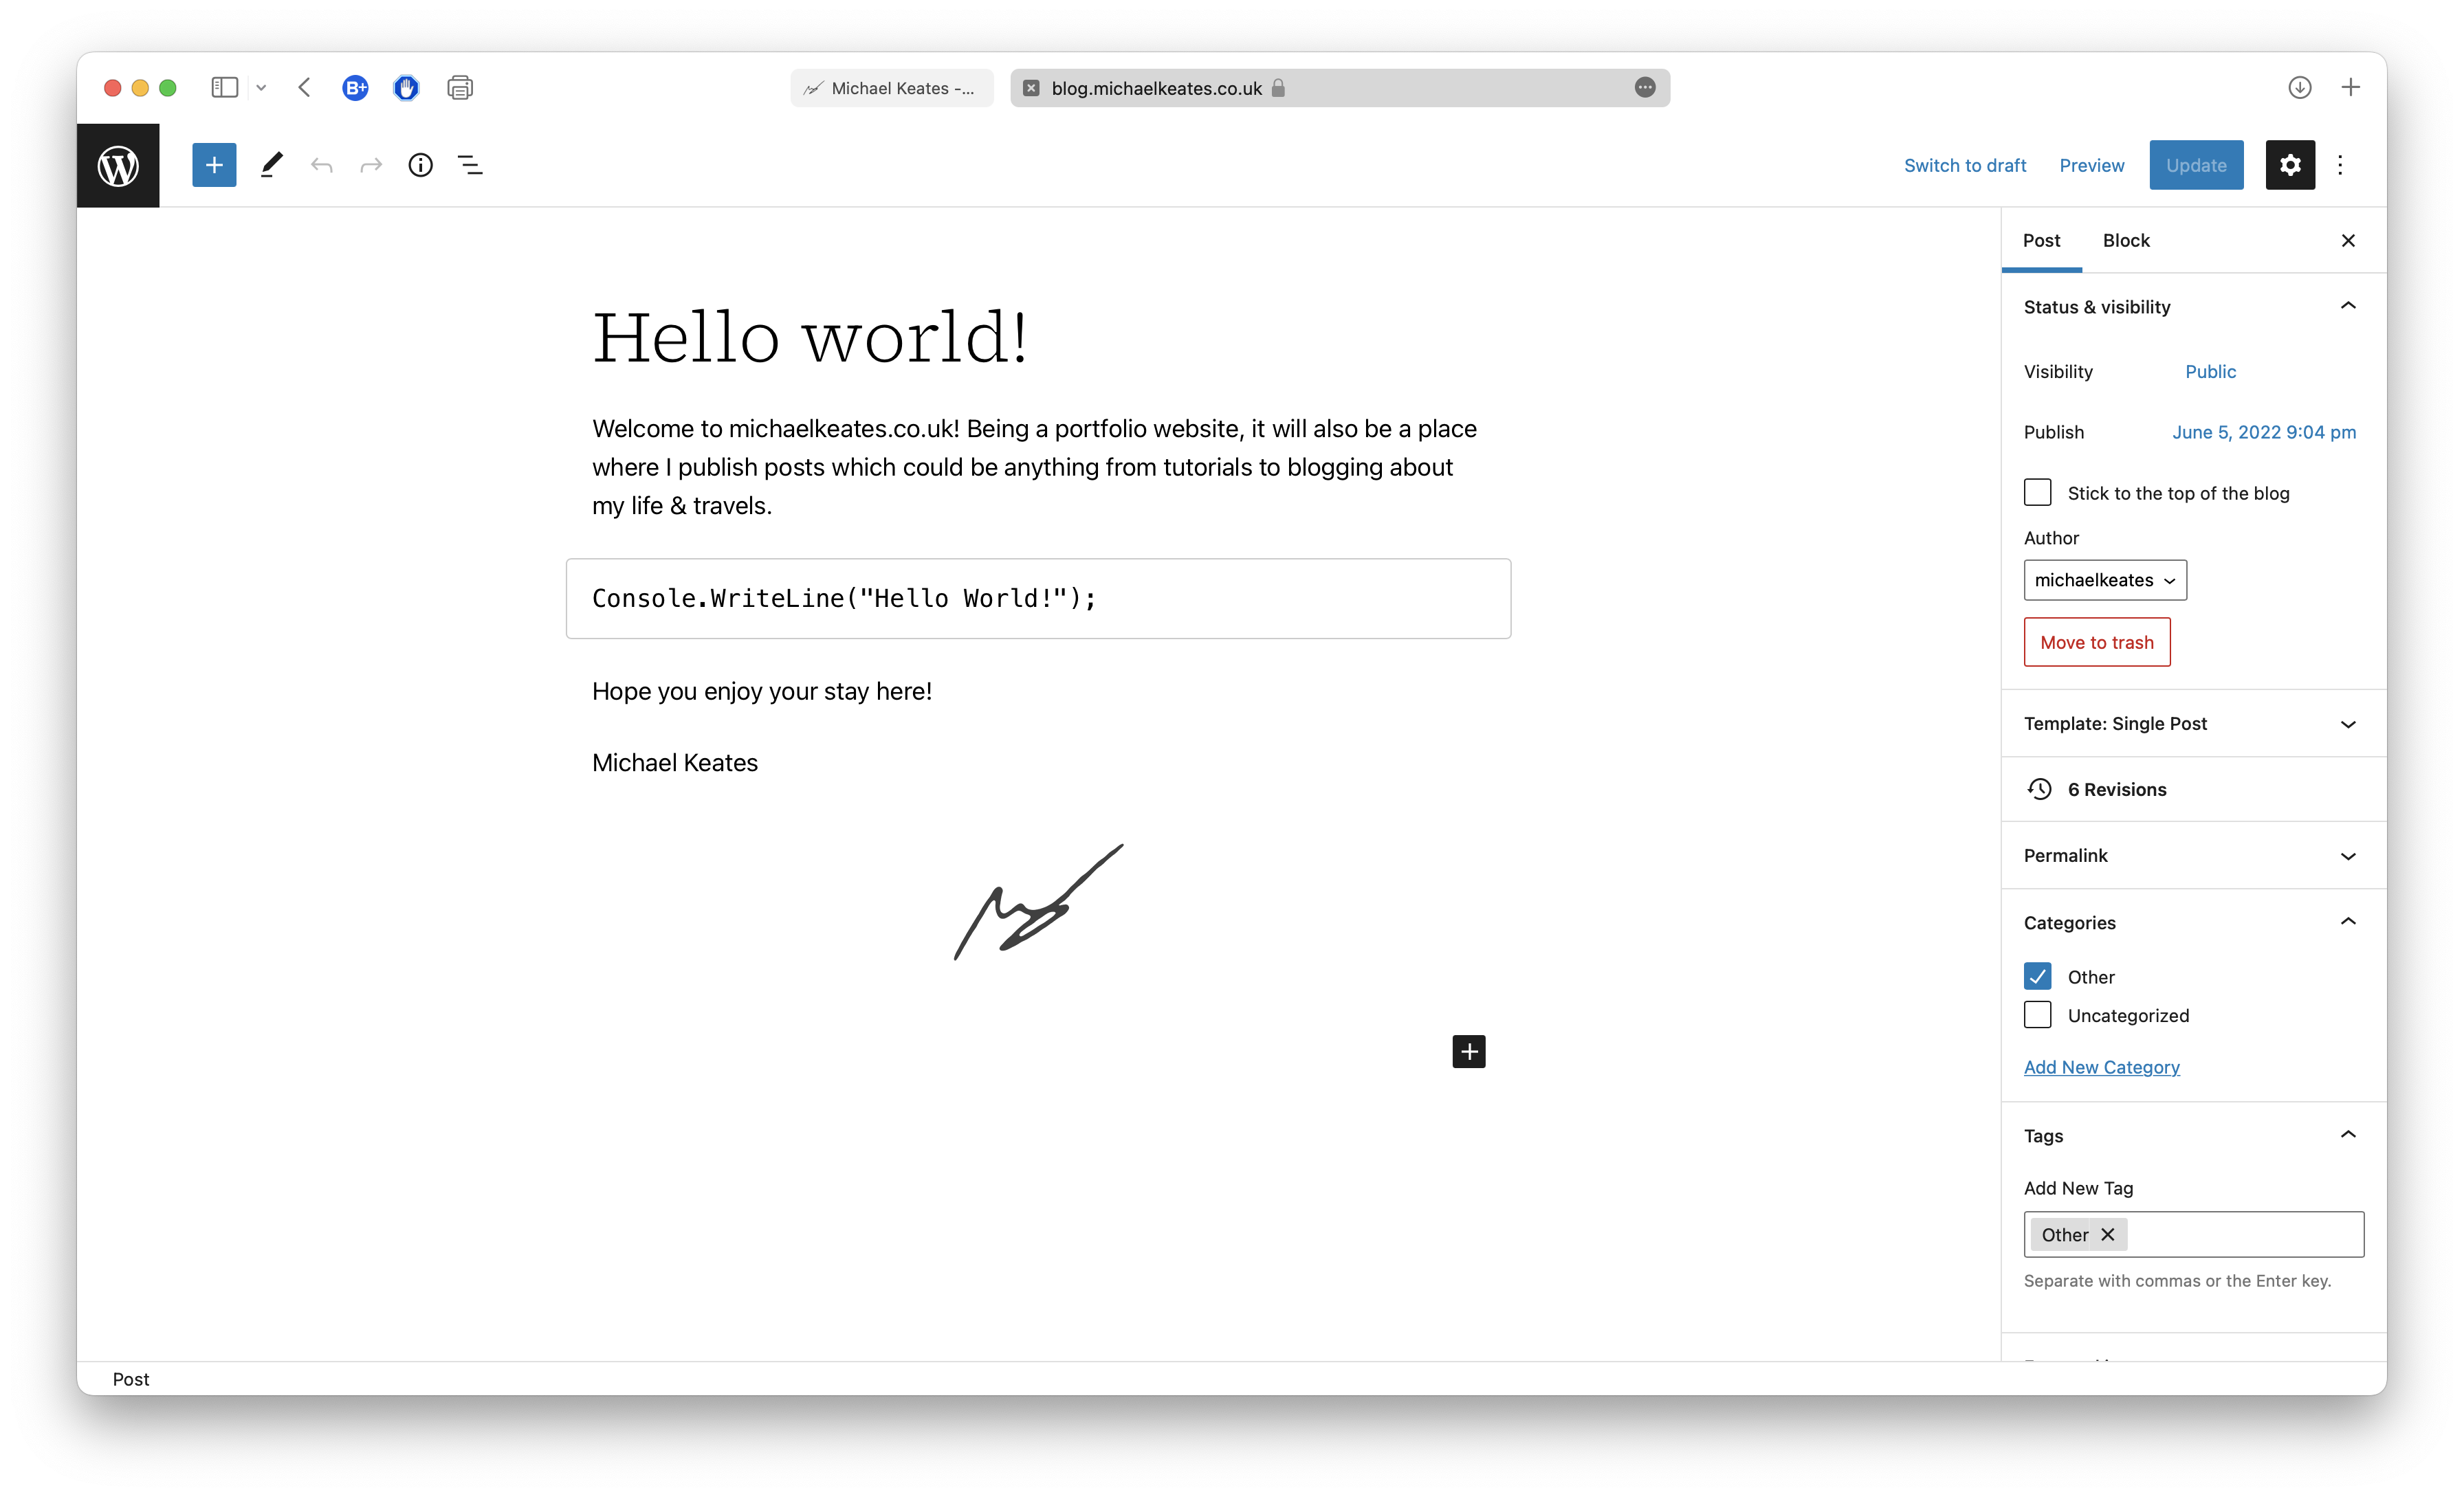 Michael Keates -...
blog.michaelkeates.co.uk
Switch to draft
Preview
Update
Hello world!
Welcome to michaelkeates.co.uk! Being a portfolio website, it will also be a place
where I publish posts which could be anything from tutorials to blogging about
my life & travels.
Console.WriteLine("Hello World!");
Hope you enjoy your stay here!
Michael Keates
Post Block
Status & visibility
Visibility Public
Publish June 5, 2022 9:04 pm
Stick to the top of the blog
Author
michaelkeates
Move to trash
Template: Single Post
6 Revisions
Permalink
Categories
Other
Uncategorized
Add New Category
Tags
Add New Tag
Other
Separate with commas or the Enter key.
Post